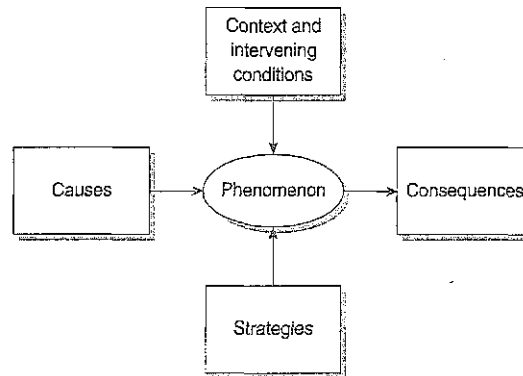 Context and
intervening
conditions
Causes
Phenomenon
Consequences
Strategies